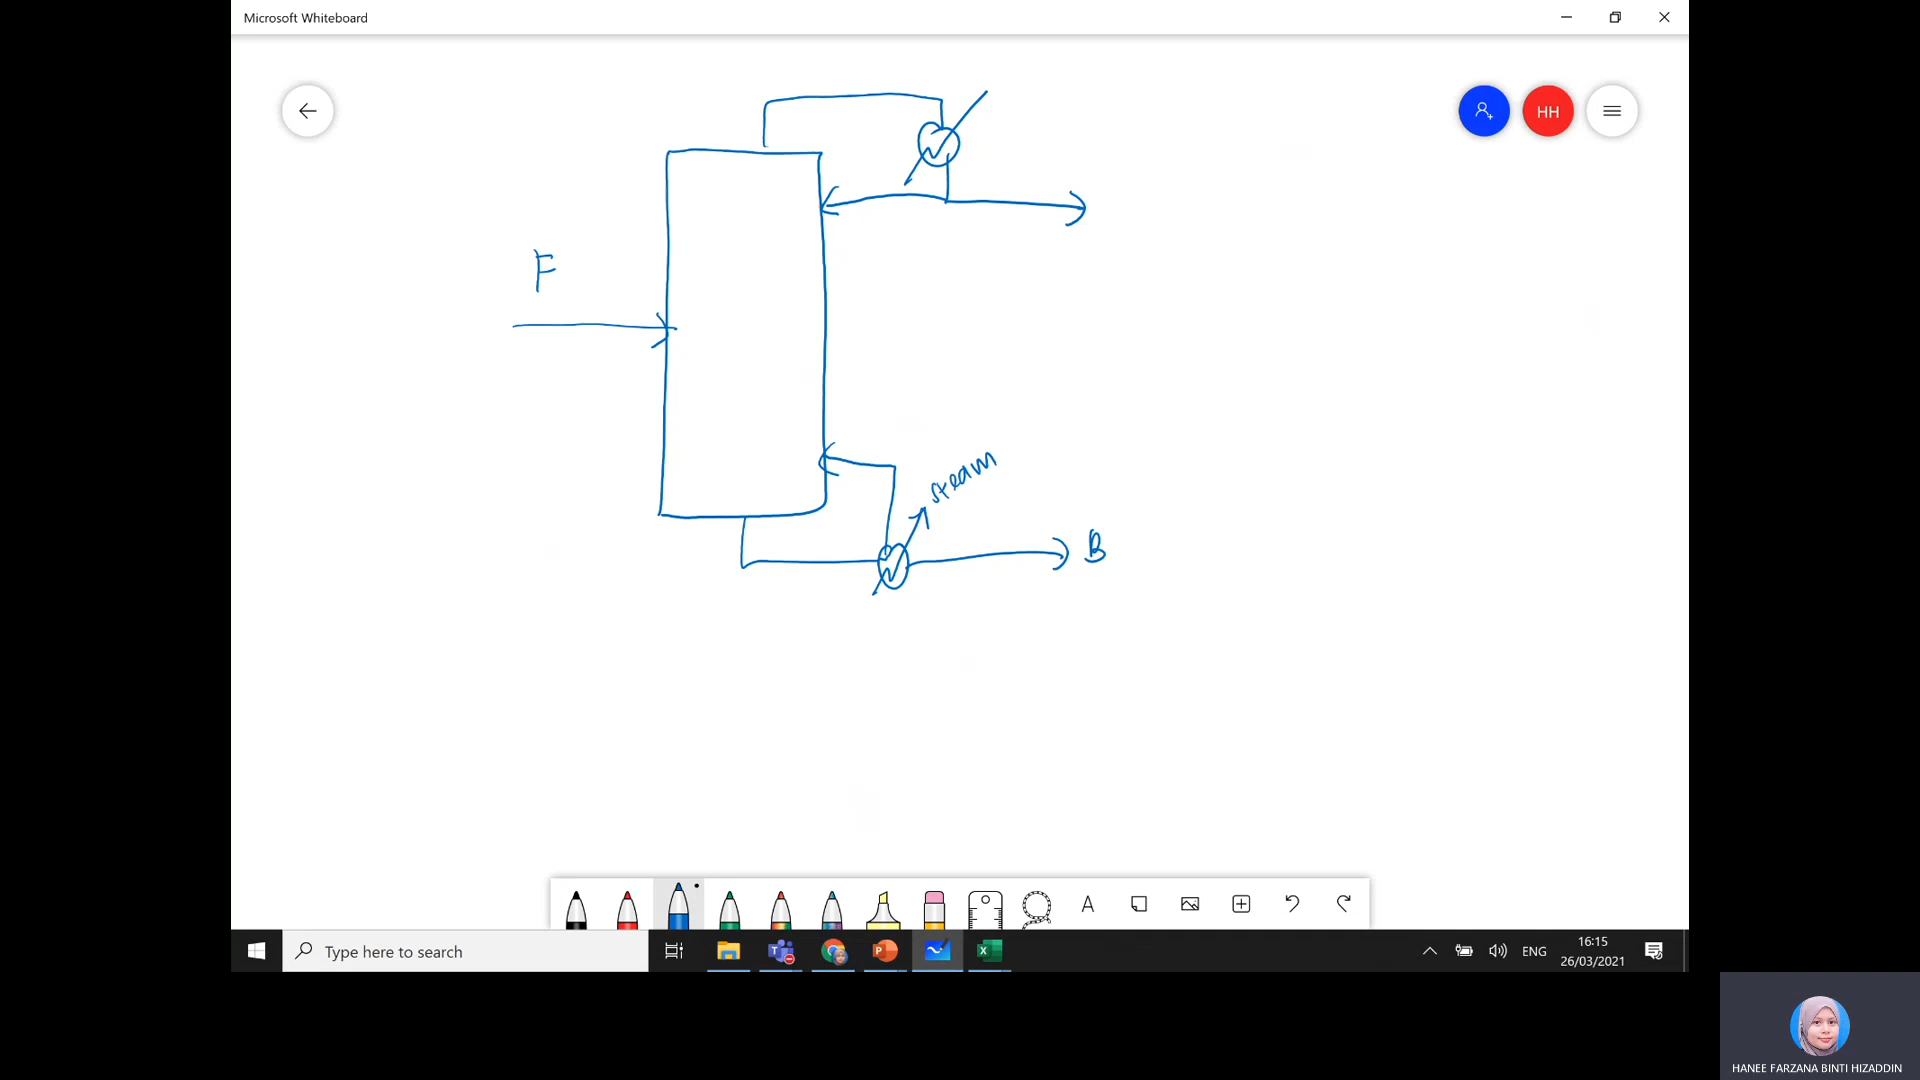 Microsoft Whiteboard
HH
F
steam
B
A
Type here to search
ENG
16:15
26/03/2021
HANEE FARZANA BINTI HIZADDIN